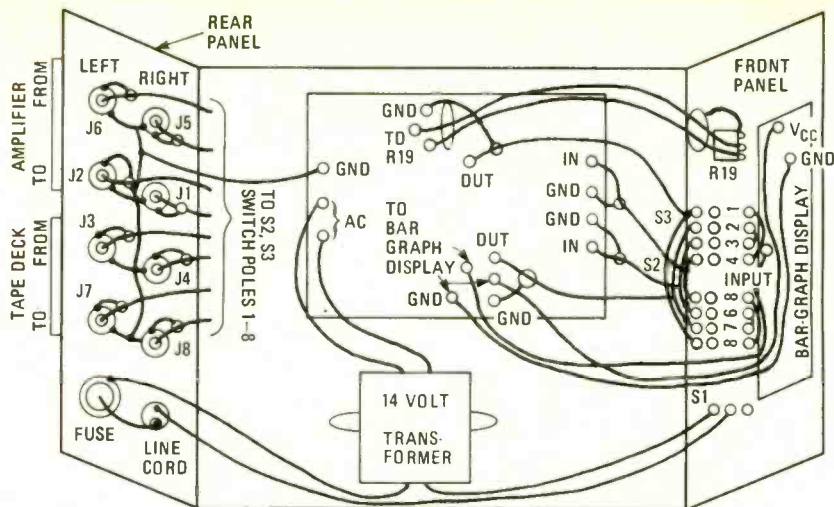 REAR
PANEL
LEFT
RIGHT
AMPLIFIER
FROM
TO
J6
J5
J2
J1
TAPE DECK
FROM
TO
J3
J4
J7
J8
TO S2, S3
SWITCH POLES 1–8
FUSE
LINE
CORD
GND
TO
R19
DUT
GND
AC
IN
GND
GND
IN
TO
BAR
GRAPH
DISPLAY
DUT
GND
GND
14 VOLT
TRANS-
FORMER
FRONT
PANEL
R19
VCC
GND
S3
1
2
3
4
S2
INPUT
8
6
7
8
BAR-GRAPH DISPLAY
S1